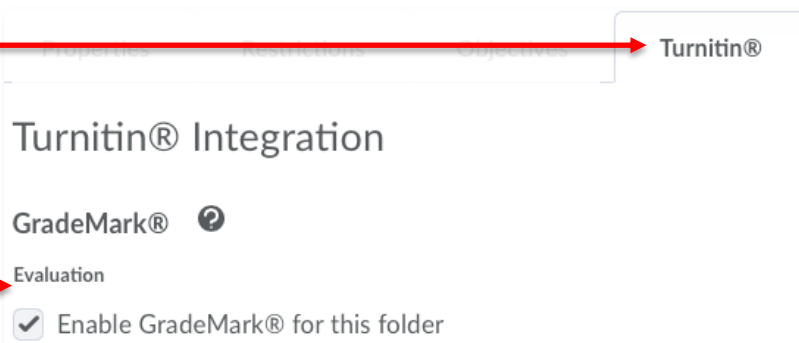 Properties Restrictions Objectives Turnitin®
Turnitin® Integration
GradeMark®
Evaluation
Enable GradeMark® for this folder